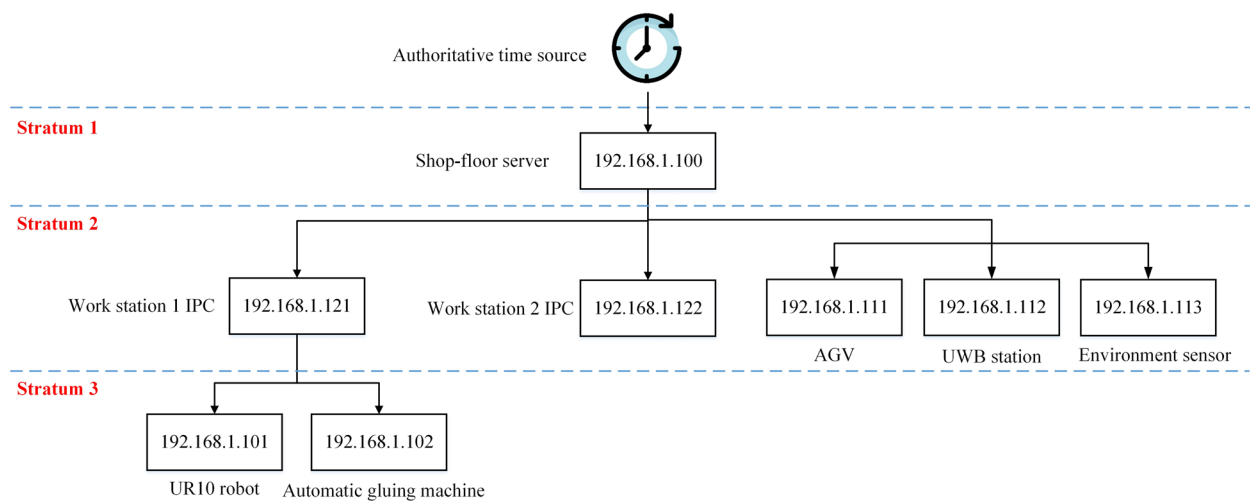 Authoritative time source
Stratum 1
Shop-floor server
192.168.1.100
Stratum 2
Work station 1 IPC
192.168.1.121
Work station 2 IPC
192.168.1.122
192.168.1.111
192.168.1.112
192.168.1.113
AGV
UWB station
Environment sensor
Stratum 3
192.168.1.101
192.168.1.102
UR10 robot
Automatic gluing machine